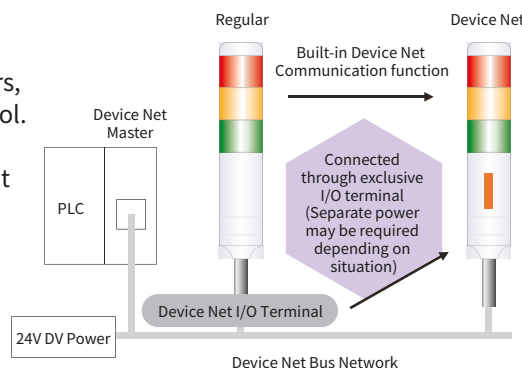 Regular
Device Net
Built-in Device Net
Communication function
rs,
ol.
t
Device Net
Master
PLC
Connected
through exclusive
I/O terminal
(Separate power
may be required
depending on
situation)
Device Net I/O Terminal
24V DV Power
Device Net Bus Network